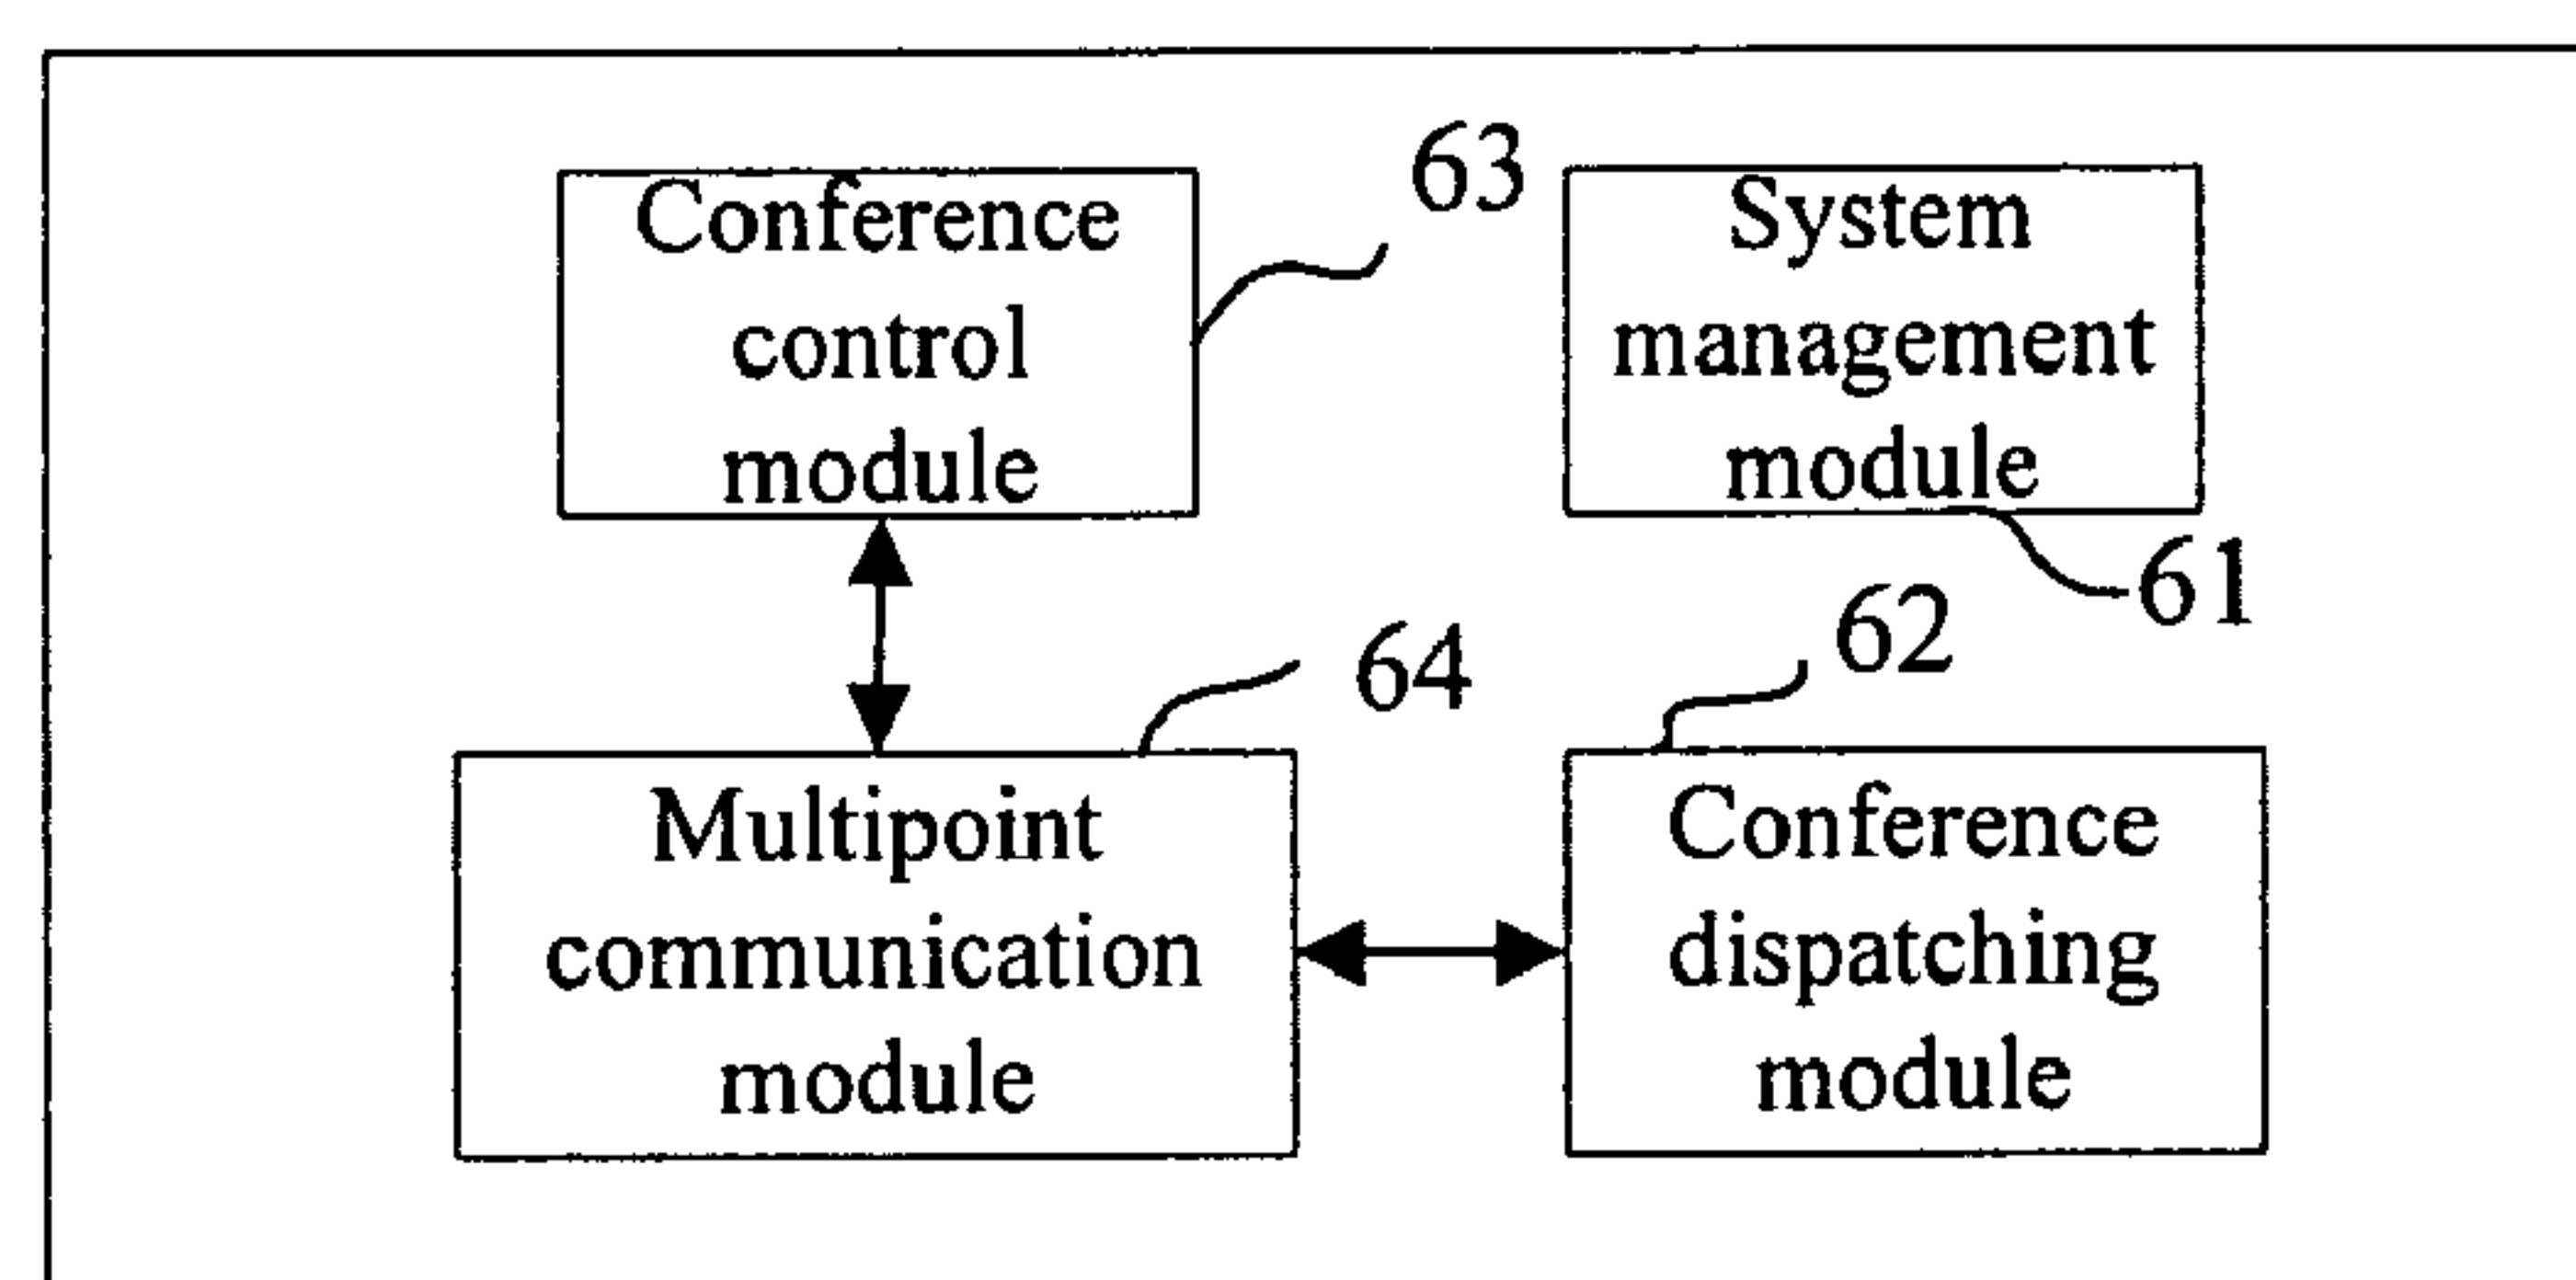 Conference
control
module
63
System
management
module
61
64
62
Multipoint
communication
module
Conference
dispatching
module